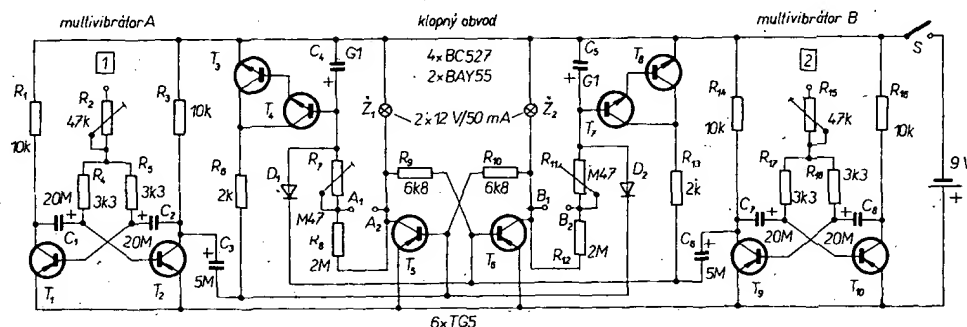 multivibrátor A
klopný obvod
multivibrátor B
1
2
4×BC527
2×BAY55
2×12 V/50 mA
R1
10k
R2
47k
R3
10k
R4
3k3
R5
3k3
20M
C1
C2
20M
T1
T2
C3
5M
T3
T4
C4
G1
R6
2k
D1
R7
M47
A1
A2
R8
2M
Ž1
Ž2
R9
6k8
R10
6k8
T5
T6
C5
G1
T7
T8
R11
M47
B1
B2
R12
2M
D2
R13
2k
C6
5M
R14
10k
R15
47k
R16
10k
R17
3k3
R18
3k3
C7
20M
C8
20M
T9
T10
S
9 V
6×TG5